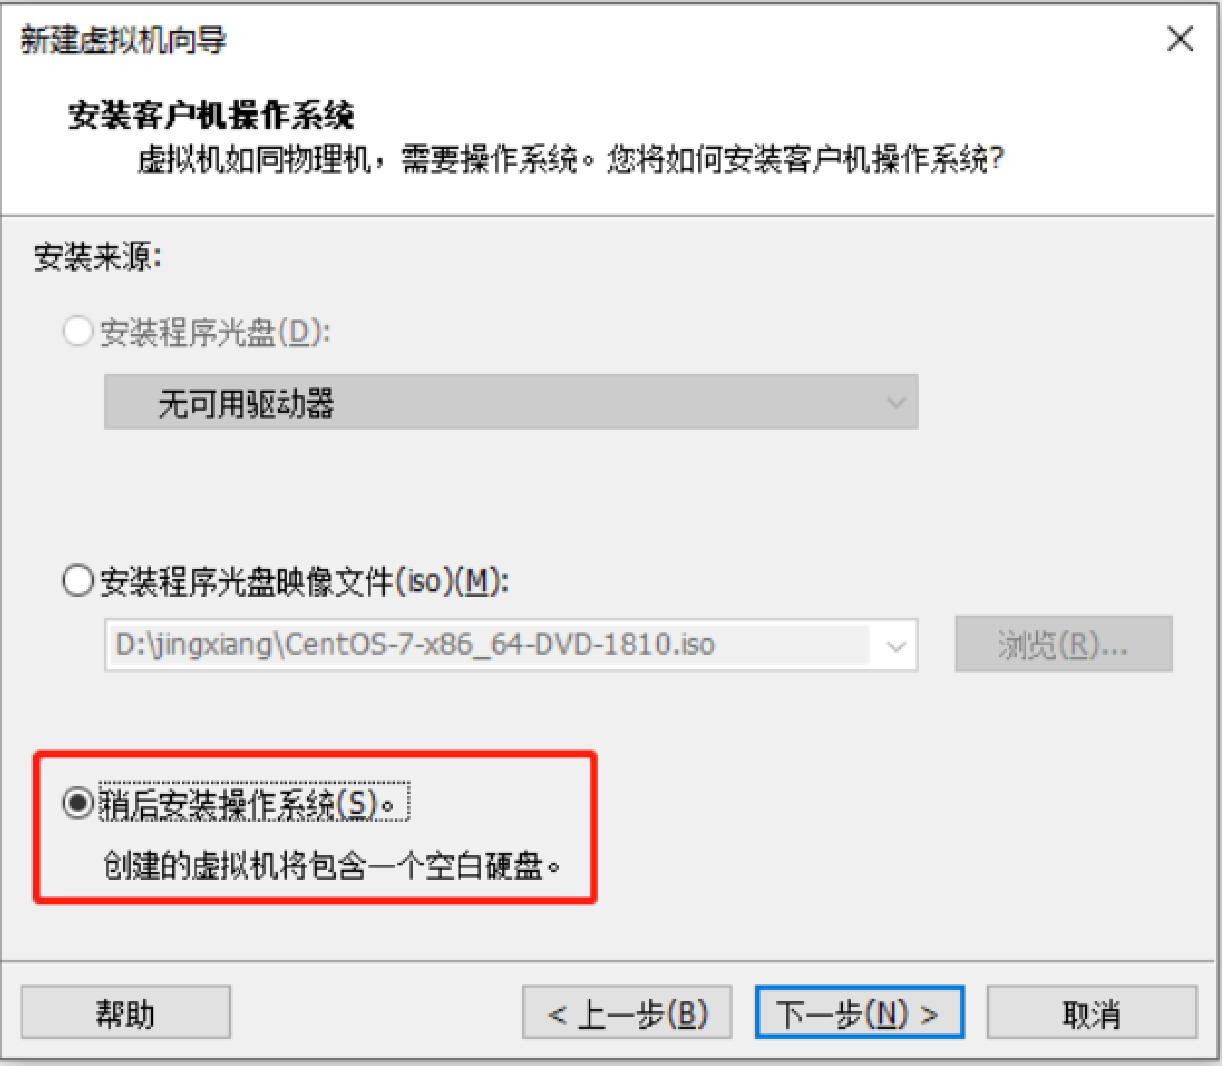 新建虚拟机向导
安装客户机操作系统
虚拟机如同物理机，需要操作系统。您将如何安装客户机操作系统?
安装来源:
安装程序光盘(D):
无可用驱动器
安装程序光盘映像文件(iso)(M):
D:\jingxiang\CentOS-7-x86_64-DVD-1810.iso
浏览(R)...
稍后安装操作系统(S)。
创建的虚拟机将包含一个空白硬盘。
帮助
< 上一步(B)
下一步(N) >
取消